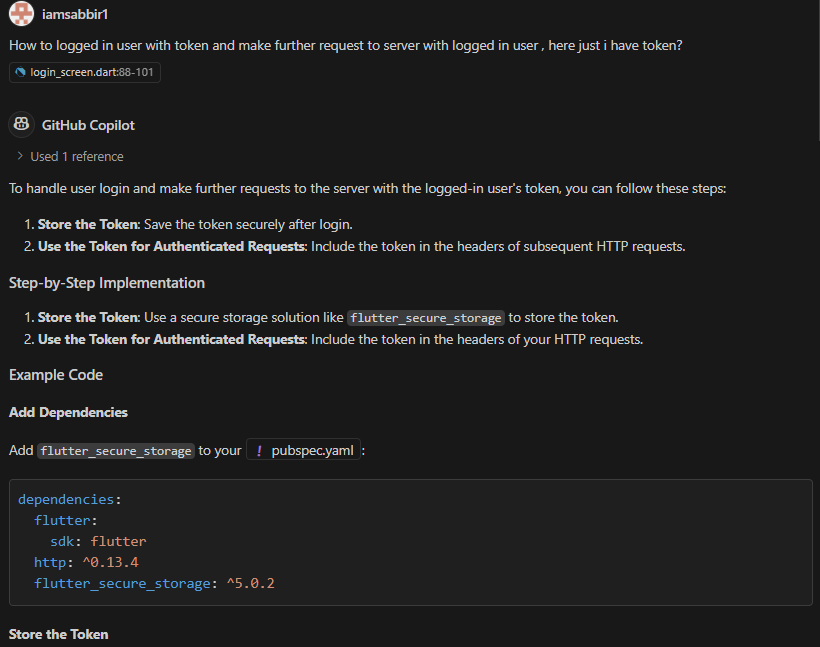 iamsabbir1
How to logged in user with token and make further request to server with logged in user , here just i have token?
login_screen.dart:88-101
GitHub Copilot
Used 1 reference
To handle user login and make further requests to the server with the logged-in user's token, you can follow these steps:
1. Store the Token: Save the token securely after login.
2. Use the Token for Authenticated Requests: Include the token in the headers of subsequent HTTP requests.
Step-by-Step Implementation
1. Store the Token: Use a secure storage solution like flutter_secure_storage to store the token.
2. Use the Token for Authenticated Requests: Include the token in the headers of your HTTP requests.
Example Code
Add Dependencies
Add flutter_secure_storage to your ! pubspec.yaml :
dependencies:
  flutter:
    sdk: flutter
  http: ^0.13.4
  flutter_secure_storage: ^5.0.2
Store the Token